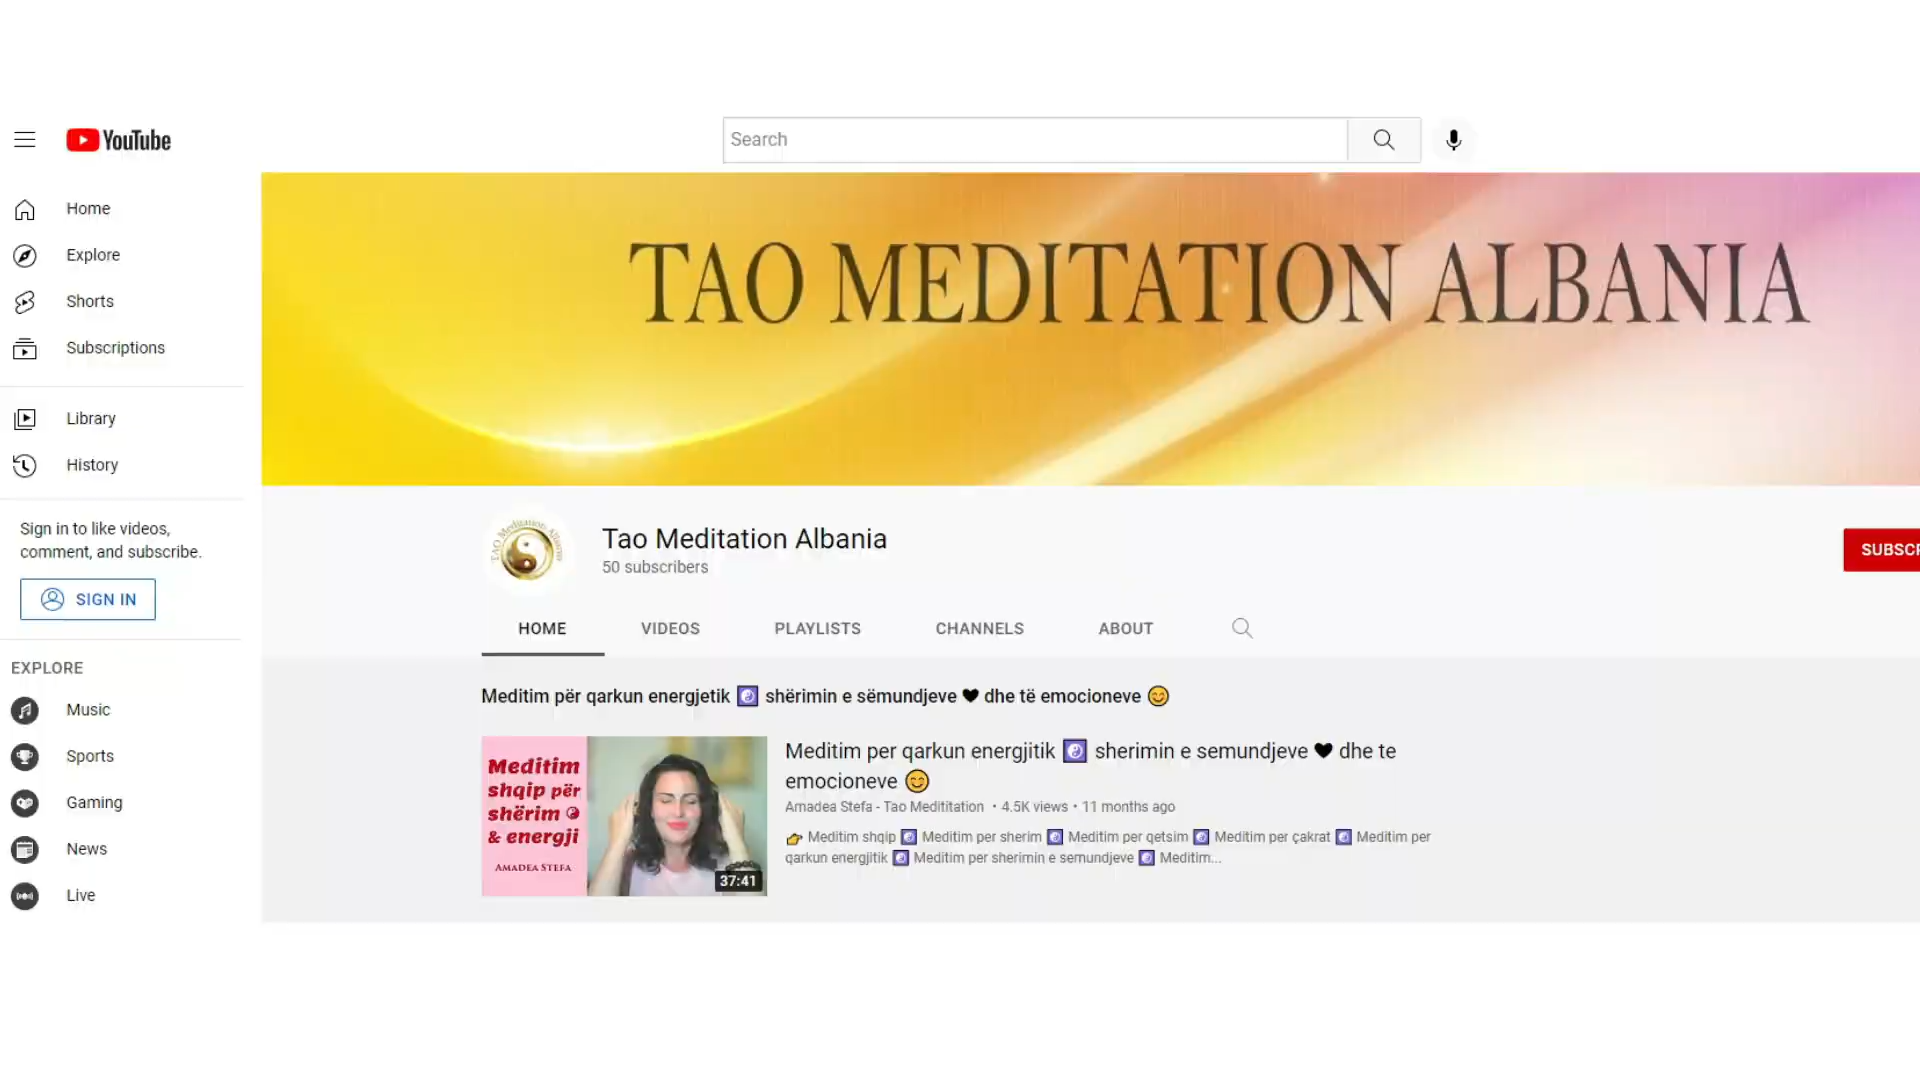 YouTube
Search
Home
Explore
Shorts
Subscriptions
Library
History
Sign in to like videos,
comment, and subscribe.
SIGN IN
EXPLORE
Music
Sports
Gaming
News
Live
TAO MEDITATION ALBANIA
TAO Meditation Albania
Tao Meditation Albania
50 subscribers
SUBSCR
HOME
VIDEOS
PLAYLISTS
CHANNELS
ABOUT
Meditim për qarkun energjetik ☯ shërimin e sëmundjeve 🖤 dhe të emocioneve 😊
Meditim
shqip për
shërim ☯
& energji
AMADEA STEFA
37:41
Meditim per qarkun energjitik ☯ sherimin e semundjeve 🖤 dhe te
emocioneve 😊
Amadea Stefa - Tao Medititation • 4.5K views • 11 months ago
👉 Meditim shqip ☯ Meditim per sherim ☯ Meditim per qetsim ☯ Meditim per çakrat ☯ Meditim per
qarkun energjitik ☯ Meditim per sherimin e semundjeve ☯ Meditim...